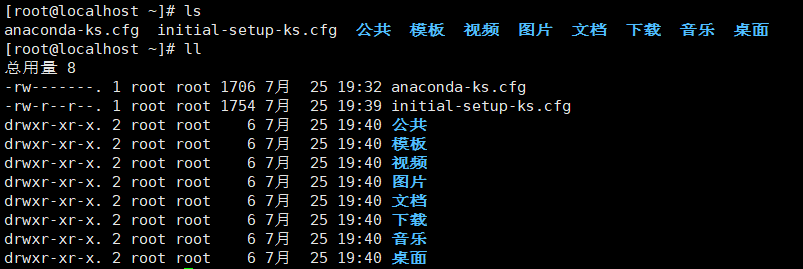 [root@localhost ~]# ls
anaconda-ks.cfg  initial-setup-ks.cfg  公共  模板  视频  图片  文档  下载  音乐  桌面
[root@localhost ~]# ll
总用量 8
-rw-------. 1 root root 1706 7月  25 19:32 anaconda-ks.cfg
-rw-r--r--. 1 root root 1754 7月  25 19:39 initial-setup-ks.cfg
drwxr-xr-x. 2 root root    6 7月  25 19:40 公共
drwxr-xr-x. 2 root root    6 7月  25 19:40 模板
drwxr-xr-x. 2 root root    6 7月  25 19:40 视频
drwxr-xr-x. 2 root root    6 7月  25 19:40 图片
drwxr-xr-x. 2 root root    6 7月  25 19:40 文档
drwxr-xr-x. 2 root root    6 7月  25 19:40 下载
drwxr-xr-x. 2 root root    6 7月  25 19:40 音乐
drwxr-xr-x. 2 root root    6 7月  25 19:40 桌面